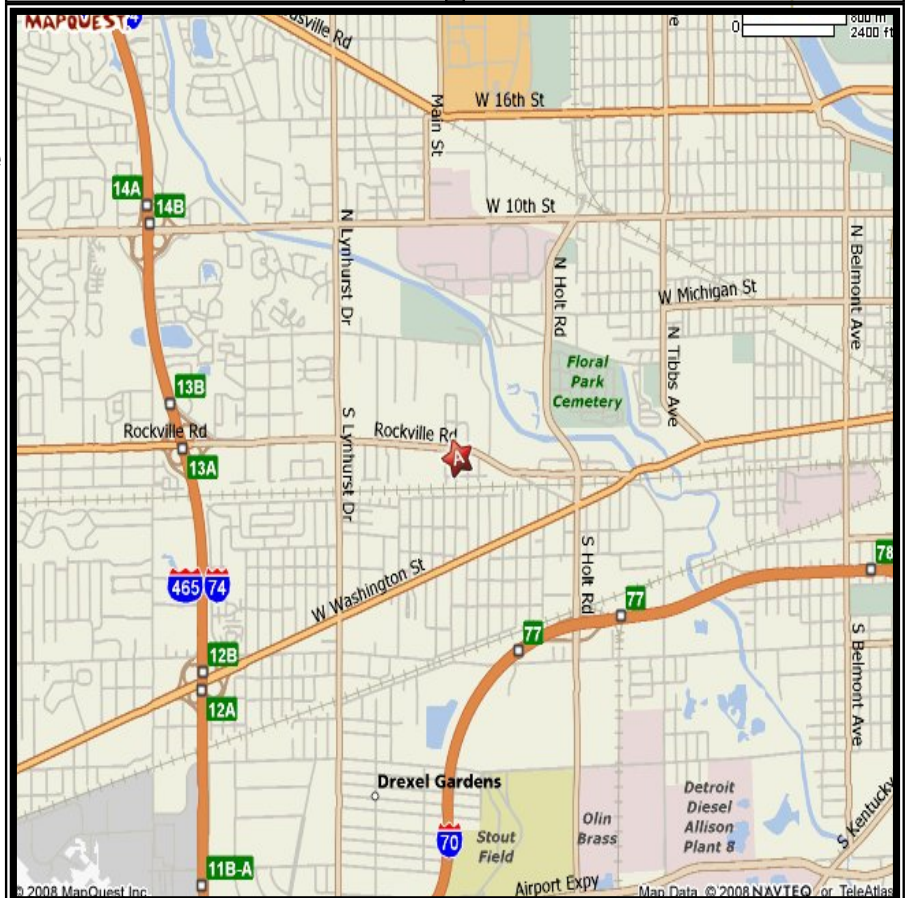 MAPQUEST
Rd
0
800 m
2400 ft
W 16th St
Main St
14A
14B
W 10th St
N Lynhurst Dr
N Holt Rd
N Belmont Ave
W Michigan St
N Tibbs Ave
Floral
Park
Cemetery
13B
Rockville Rd
S Lynhurst Dr
Rockville Rd
A
13A
S Holt Rd
78
465 74
W Washington St
77
77
12B
12A
S Belmont Ave
Drexel Gardens
Detroit
Diesel
Allison
Plant 8
Olin
Brass
Stout
Field
70
S Kentucky
11B-A
Airport Expy
© 2008 MapQuest Inc.
Map Data © 2008 NAVTEQ or TeleAtlas